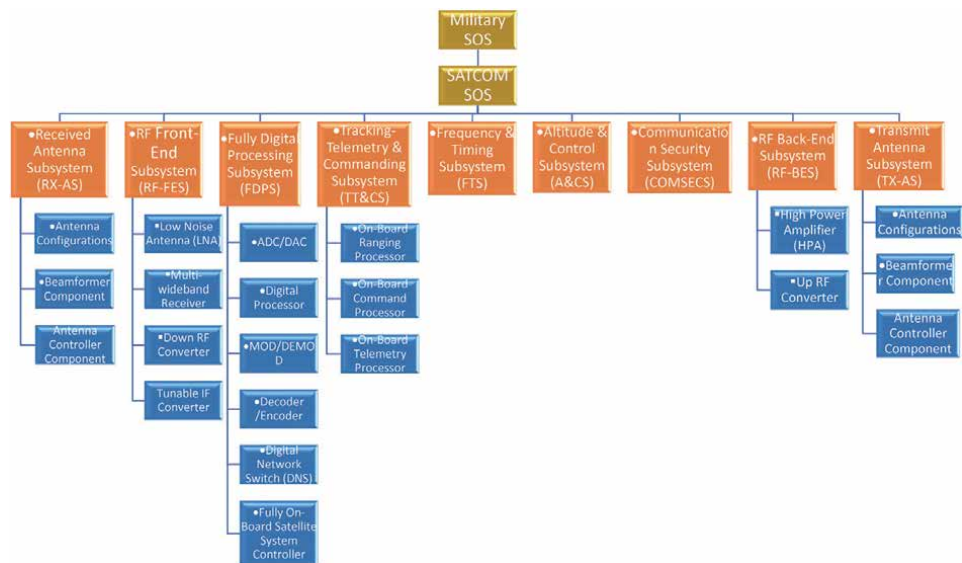 Military
SOS
SATCOM
SOS
•Received
Antenna
Subsystem
(RX-AS)
•Antenna
Configurations
•Beamformer
Component
Antenna
Controller
Component
•RF Front-
End
Subsystem
(RF-FES)
•Low Noise
Antenna (LNA)
•Multi-
wideband
Receiver
•Down RF
Converter
Tunable IF
Converter
•Fully Digital
Processing
Subsystem
(FDPS)
•ADC/DAC
•Digital
Processor
•MOD/DEMO
D
•Decoder
/Encoder
•Digital
Network
Switch (DNS)
•Fully On-
Board Satellite
System
Controller
•Tracking-
Telemetry &
Commanding
Subsystem
(TT&CS)
•On-Board
Ranging
Processor
•On-Board
Command
Processor
•On-Board
Telemetry
Processor
•Frequency &
Timing
Subsystem
(FTS)
•Altitude &
Control
Subsystem
(A&CS)
•Communicatio
n Security
Subsystem
(COMSECS)
•RF Back-End
Subsystem
(RF-BES)
•High Power
Amplifier
(HPA)
•Up RF
Converter
•Transmit
Antenna
Subsystem
(TX-AS)
•Antenna
Configurations
•Beamforme
r Component
Antenna
Controller
Component